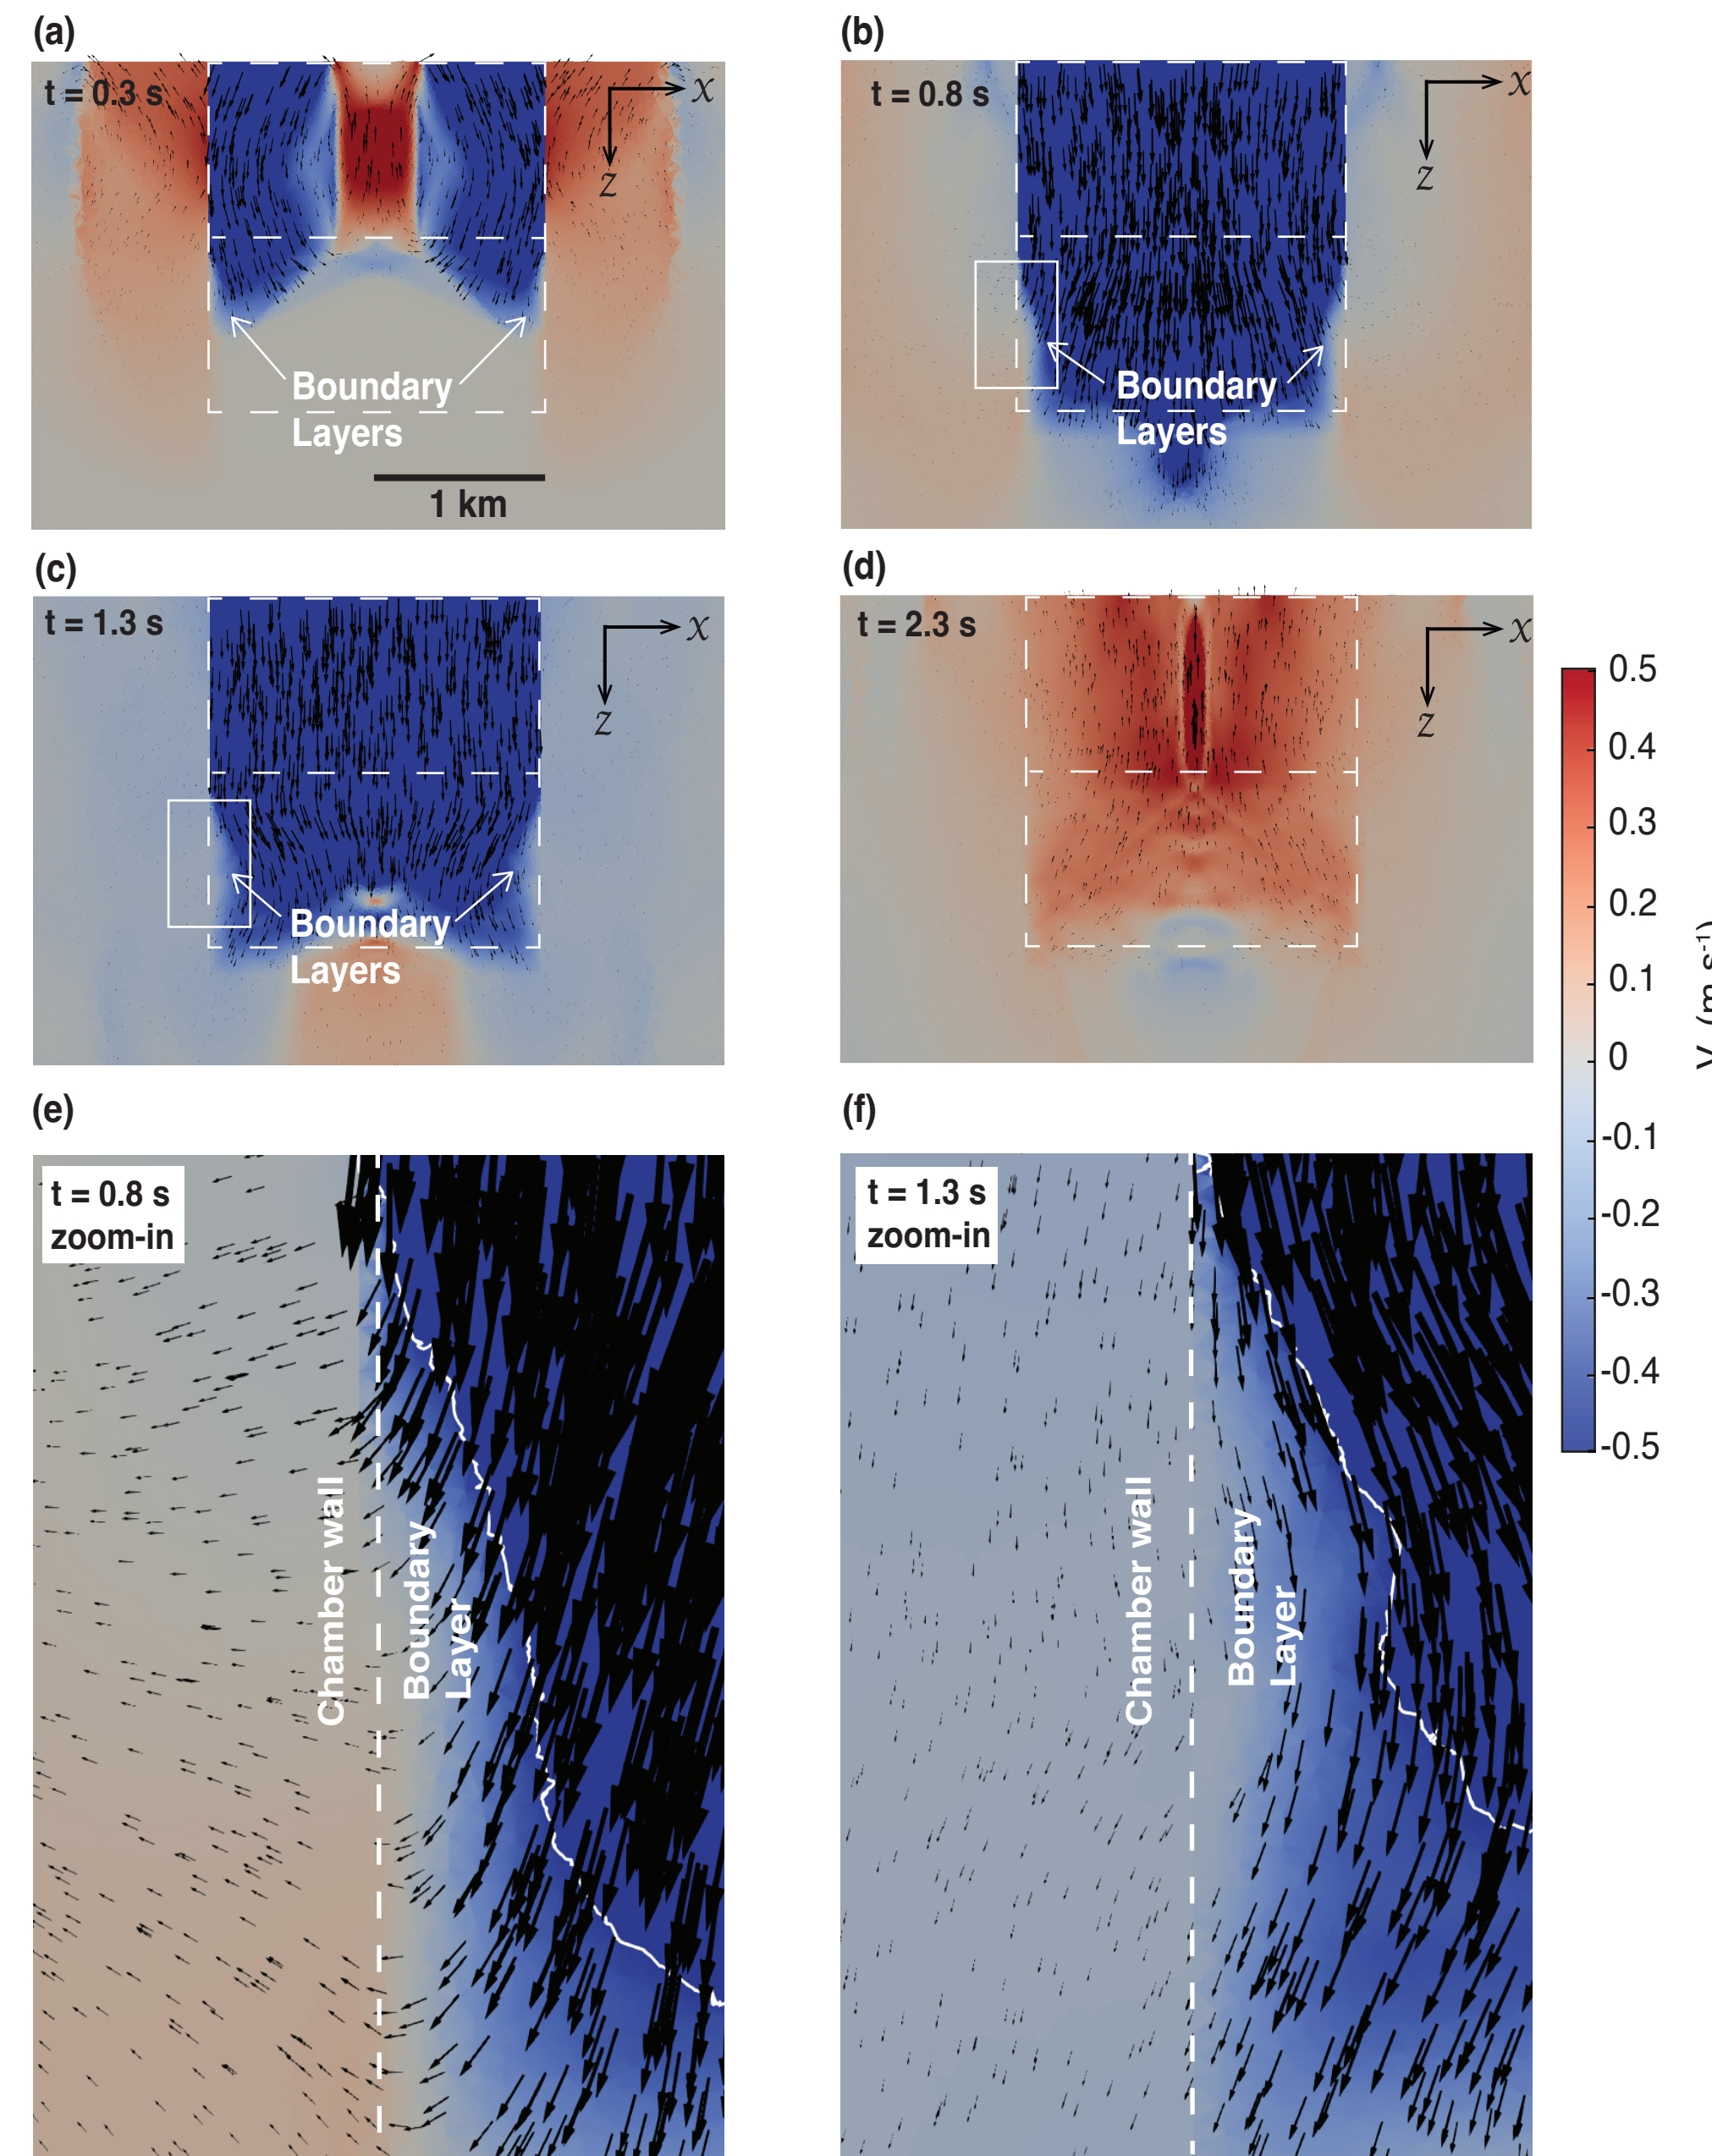 (a)
t = 0.3 s
x
z
Boundary
Layers
1 km
(b)
t = 0.8 s
x
z
Boundary
Layers
(c)
t = 1.3 s
x
z
Boundary
Layers
(d)
t = 2.3 s
x
z
0.5
0.4
0.3
0.2
0.1
0
-0.1
-0.2
-0.3
-0.4
-0.5
(e)
t = 0.8 s
zoom-in
Chamber wall
Boundary
Layer
(f)
t = 1.3 s
zoom-in
Chamber wall
Boundary
Layer